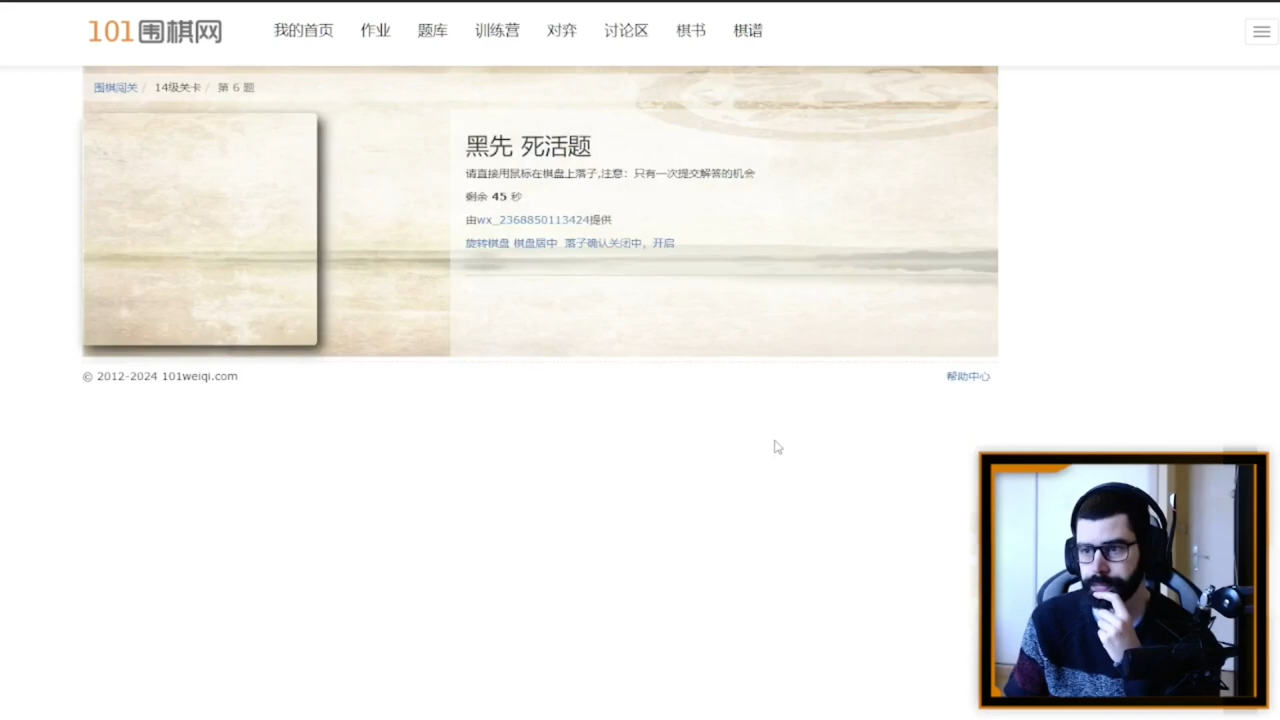 101围棋网 我的首页 作业 题库 训练营 对弈 讨论区 棋书 棋谱
围棋闯关 / 14级关卡 / 第 6 题
黑先 死活题
请直接用鼠标在棋盘上落子,注意：只有一次提交解答的机会
剩余 45 秒
由wx_2368850113424提供
旋转棋盘 棋盘居中 落子确认关闭中，开启
© 2012-2024 101weiqi.com 帮助中心